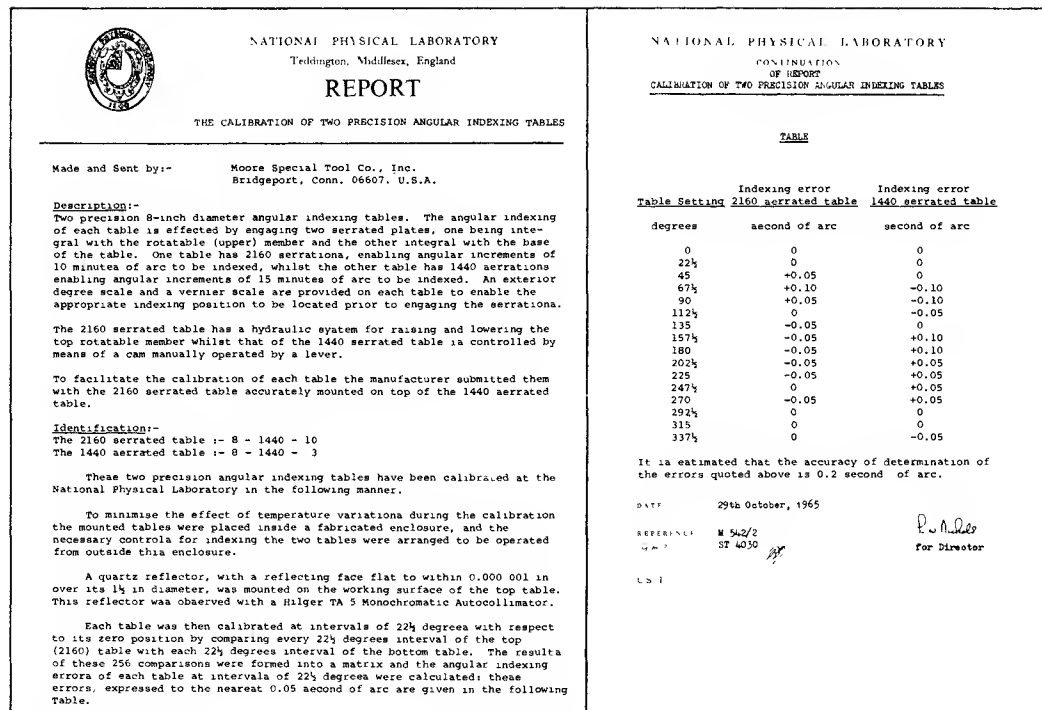 NATIONAL PHYSICAL LABORATORY
Teddington, Middlesex, England
REPORT
THE CALIBRATION OF TWO PRECISION ANGULAR INDEXING TABLES
Made and Sent by:- Moore Special Tool Co., Inc.
Bridgeport, Conn. 06607. U.S.A.
Description:-
Two precision 8-inch diameter angular indexing tables. The angular indexing
of each table is effected by engaging two serrated plates, one being inte-
gral with the rotatable (upper) member and the other integral with the base
of the table. One table has 2160 serrations, enabling angular increments of
10 minutes of arc to be indexed, whilst the other table has 1440 serrations
enabling angular increments of 15 minutes of arc to be indexed. An exterior
degree scale and a vernier scale are provided on each table to enable the
appropriate indexing position to be located prior to engaging the serrations.
The 2160 serrated table has a hydraulic system for raising and lowering the
top rotatable member whilst that of the 1440 serrated table is controlled by
means of a cam manually operated by a lever.
To facilitate the calibration of each table the manufacturer submitted them
with the 2160 serrated table accurately mounted on top of the 1440 serrated
table.
Identification:-
The 2160 serrated table :- 8 - 1440 - 10
The 1440 serrated table :- 8 - 1440 - 3
These two precision angular indexing tables have been calibrated at the
National Physical Laboratory in the following manner.
To minimise the effect of temperature variations during the calibration
the mounted tables were placed inside a fabricated enclosure, and the
necessary controls for indexing the two tables were arranged to be operated
from outside this enclosure.
A quartz reflector, with a reflecting face flat to within 0.000 001 in
over its 1½ in diameter, was mounted on the working surface of the top table.
This reflector was observed with a Hilger TA 5 Monochromatic Autocollimator.
Each table was then calibrated at intervals of 22½ degrees with respect
to its zero position by comparing every 22½ degrees interval of the top
(2160) table with each 22½ degrees interval of the bottom table. The results
of these 256 comparisons were formed into a matrix and the angular indexing
errors of each table at intervals of 22½ degrees were calculated: these
errors, expressed to the nearest 0.05 second of arc are given in the following
Table.
NATIONAL PHYSICAL LABORATORY
CONTINUATION
OF REPORT
CALIBRATION OF TWO PRECISION ANGULAR INDEXING TABLES
TABLE
Indexing error Indexing error
Table Setting 2160 serrated table 1440 serrated table
degrees second of arc second of arc
0 0 0
22½ 0 0
45 +0.05 0
67½ +0.10 -0.10
90 +0.05 -0.10
112½ 0 -0.05
135 -0.05 0
157½ -0.05 +0.10
180 -0.05 +0.10
202½ -0.05 +0.05
225 -0.05 +0.05
247½ 0 +0.05
270 -0.05 +0.05
292½ 0 0
315 0 0
337½ 0 -0.05
It is estimated that the accuracy of determination of
the errors quoted above is 0.2 second of arc.
DATE 29th October, 1965
REFERENCE M 542/2
ST 4030
for Director